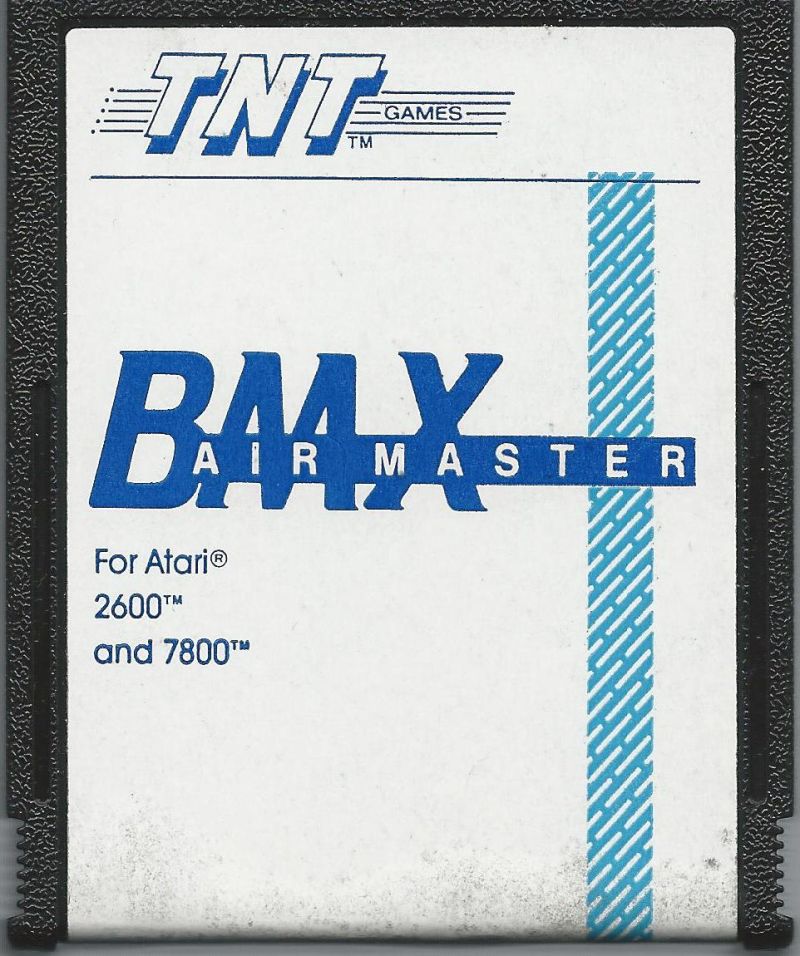 TNT GAMES
TM
BMX
AIR MASTER
For Atari®
2600™
and 7800™